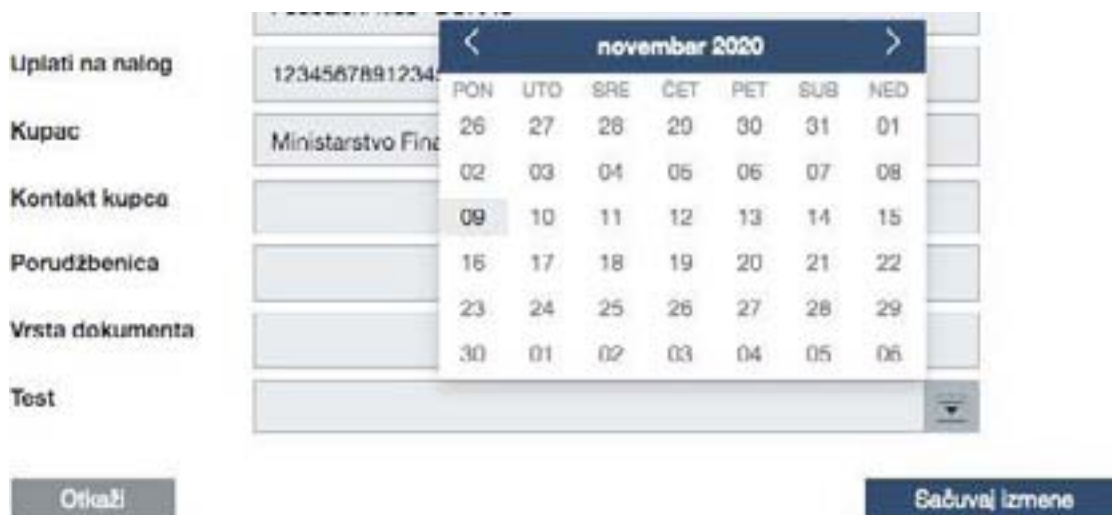 novembar 2020
Uplati na nalog
12345678912345
PON UTO SRE ČET PET SUB NED
26 27 28 29 30 31 01
Kupac
Ministarstvo Fina
02 03 04 05 06 07 08
Kontakt kupca
09 10 11 12 13 14 15
Porudžbenica
16 17 18 19 20 21 22
23 24 25 26 27 28 29
Vrsta dokumenta
30 01 02 03 04 05 06
Test
Otkaži
Sačuvaj izmene